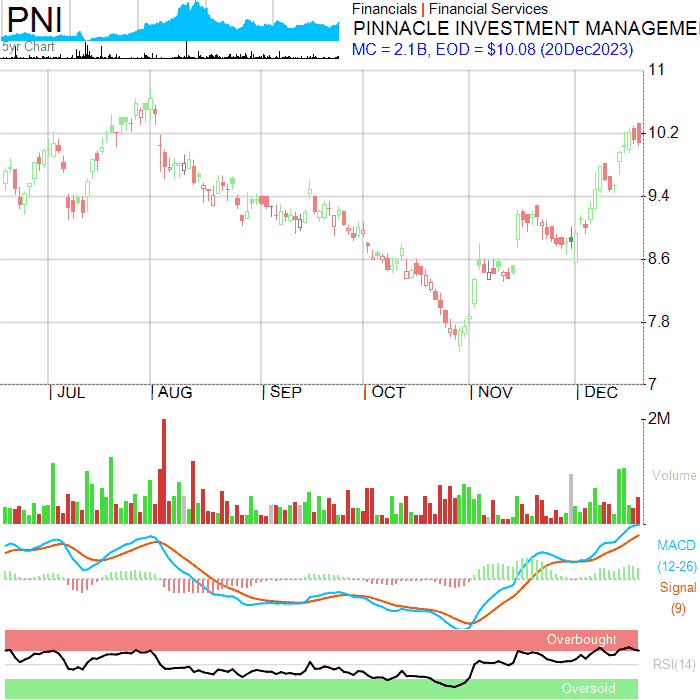 PNI
5yr Chart
Financials | Financial Services
PINNACLE INVESTMENT MANAGEME
MC = 2.1B, EOD = $10.08 (20Dec2023)
11
10.2
9.4
8.6
7.8
7
JUL
AUG
SEP
OCT
NOV
DEC
2M
Volume
MACD
(12-26)
Signal
(9)
Overbought
RSI(14)
Oversold